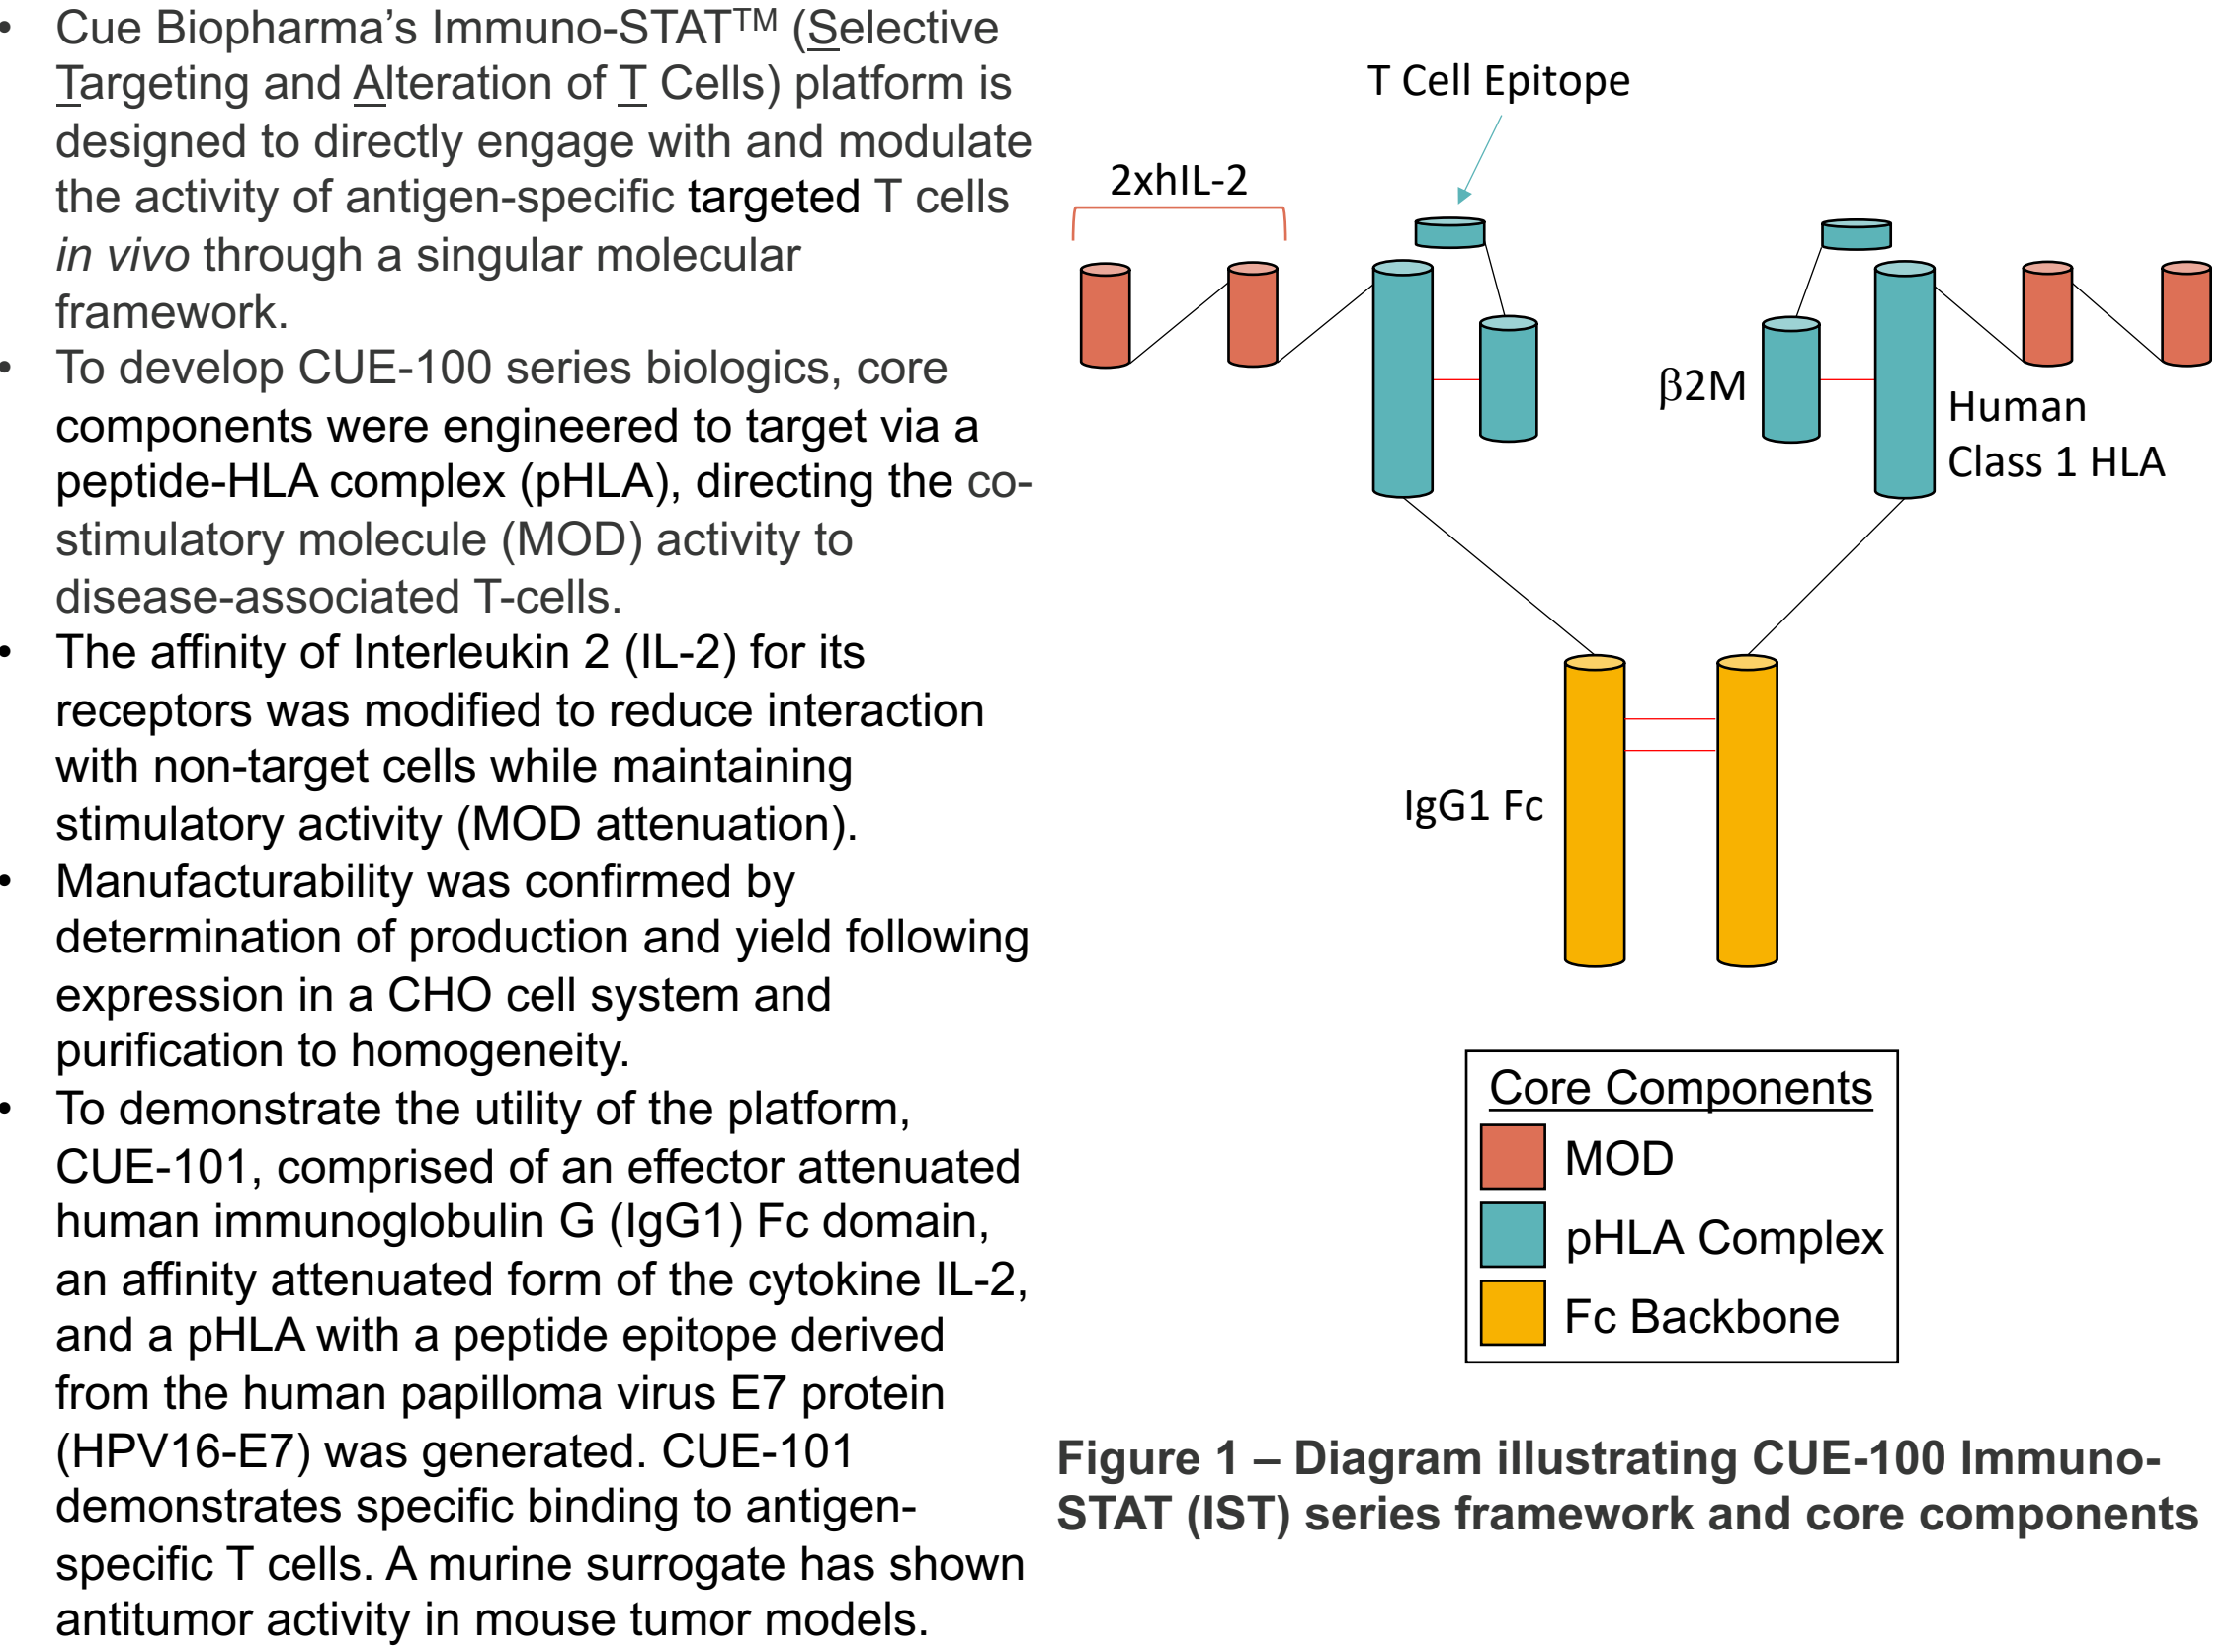 • Cue Biopharma’s Immuno-STAT™ (Selective
Targeting and Alteration of T Cells) platform is
designed to directly engage with and modulate
the activity of antigen-specific targeted T cells
in vivo through a singular molecular
framework.
• To develop CUE-100 series biologics, core
components were engineered to target via a
peptide-HLA complex (pHLA), directing the co-
stimulatory molecule (MOD) activity to
disease-associated T-cells.
• The affinity of Interleukin 2 (IL-2) for its
receptors was modified to reduce interaction
with non-target cells while maintaining
stimulatory activity (MOD attenuation).
• Manufacturability was confirmed by
determination of production and yield following
expression in a CHO cell system and
purification to homogeneity.
• To demonstrate the utility of the platform,
CUE-101, comprised of an effector attenuated
human immunoglobulin G (IgG1) Fc domain,
an affinity attenuated form of the cytokine IL-2,
and a pHLA with a peptide epitope derived
from the human papilloma virus E7 protein
(HPV16-E7) was generated. CUE-101
demonstrates specific binding to antigen-
specific T cells. A murine surrogate has shown
antitumor activity in mouse tumor models.
T Cell Epitope
2xhIL-2
β2M
Human
Class 1 HLA
IgG1 Fc
Core Components
MOD
pHLA Complex
Fc Backbone
Figure 1 – Diagram illustrating CUE-100 Immuno-
STAT (IST) series framework and core components